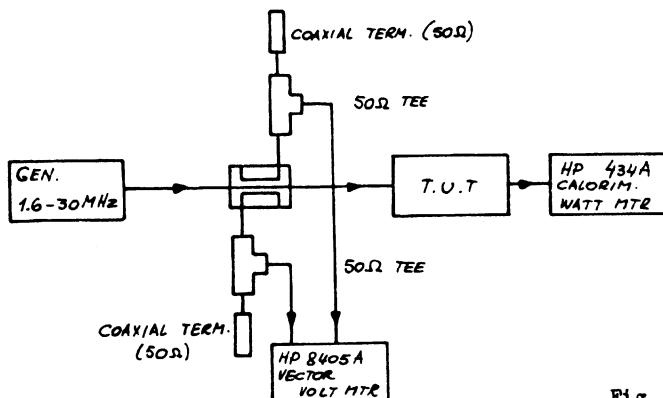 COAXIAL TERM. (50Ω)
50Ω TEE
GEN.
1.6-30MHz
T.U.T
HP 434A
CALORIM.
WATT MTR
50Ω TEE
COAXIAL TERM.
(50Ω)
HP 8405A
VECTOR
VOLT MTR
Fig